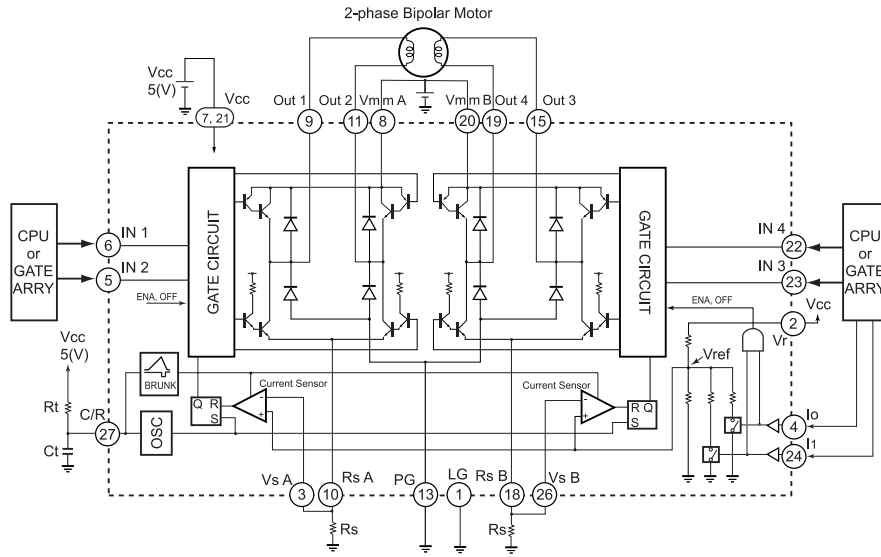 2-phase Bipolar Motor
Vcc
5(V)
Vcc
7, 21
Out 1
9
Out 2
11
Vmm A
8
Vmm B
20
Out 4
19
Out 3
15
CPU
or
GATE
ARRY
IN 1
6
IN 2
5
ENA, OFF
GATE CIRCUIT
GATE CIRCUIT
IN 4
22
IN 3
23
CPU
or
GATE
ARRY
ENA, OFF
Vcc
2
Vr
Vref
Vcc
5(V)
Rt
C/R
27
Ct
BRUNK
OSC
Q
R
S
Current Sensor
-
+
Current Sensor
-
+
R
Q
S
Io
4
I1
24
Vs A
3
Rs A
10
PG
13
LG
1
Rs B
18
Vs B
26
Rs
Rs